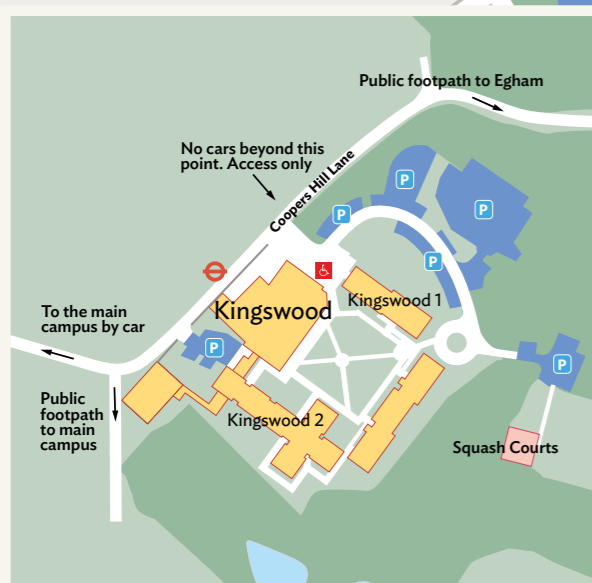 Public footpath to Egham
No cars beyond this
point. Access only
Coopers Hill Lane
P
P
P
P
Kingswood 1
Kingswood
To the main
campus by car
P
P
Public
footpath
to main
campus
Kingswood 2
Squash Courts